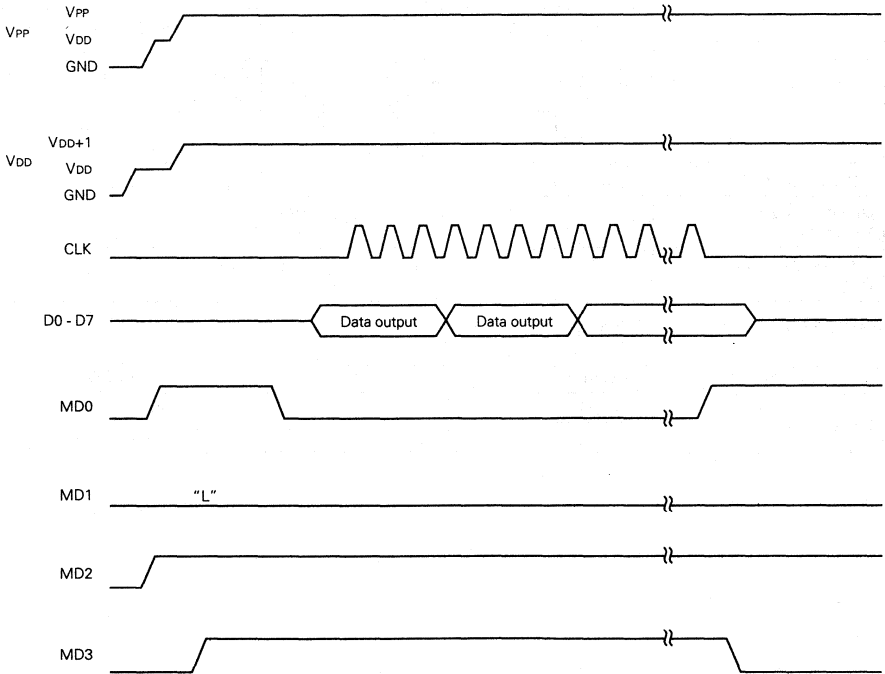 VPP
VPP
VDD
GND
VDD
VDD+1
VDD
GND
CLK
D0 - D7
Data output
Data output
MD0
MD1
"L"
MD2
MD3